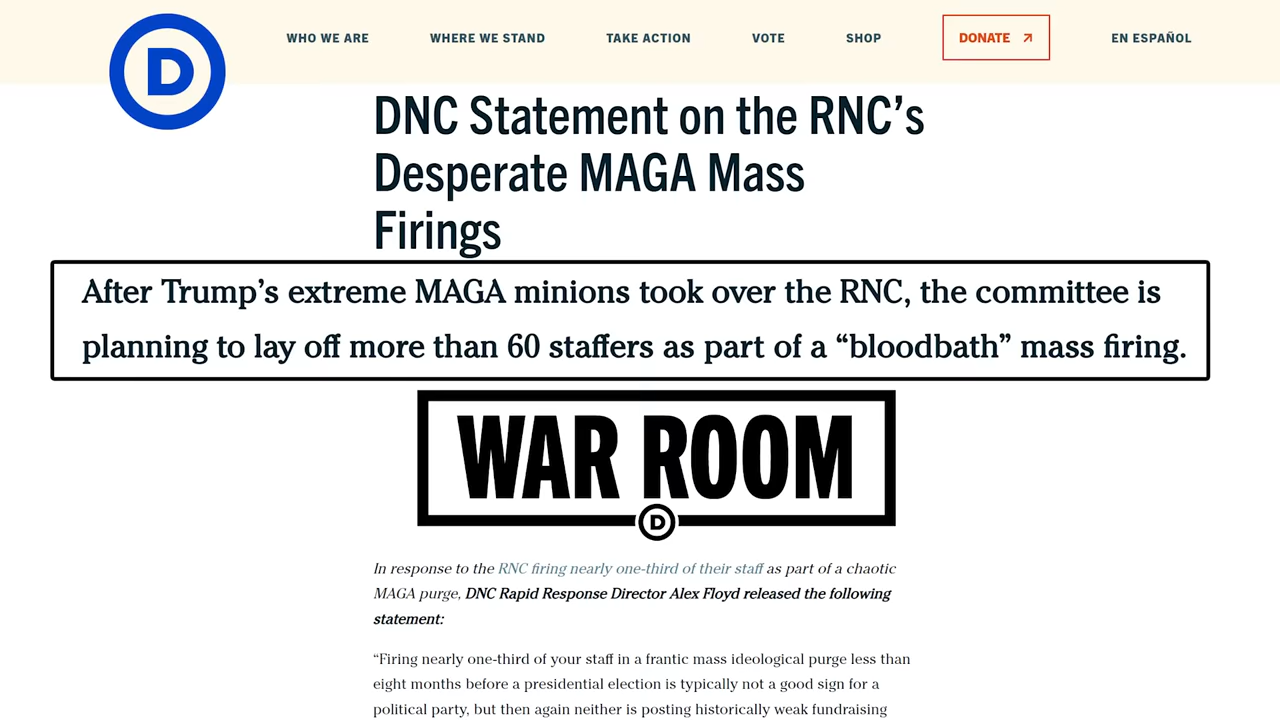 WHO WE ARE
WHERE WE STAND
TAKE ACTION
VOTE
SHOP
DONATE
EN ESPAÑOL
D
DNC Statement on the RNC’s
Desperate MAGA Mass
Firings
After Trump’s extreme MAGA minions took over the RNC, the committee is
planning to lay off more than 60 staffers as part of a “bloodbath” mass firing.
WAR ROOM
D
In response to the RNC firing nearly one-third of their staff as part of a chaotic
MAGA purge, DNC Rapid Response Director Alex Floyd released the following
statement:
“Firing nearly one-third of your staff in a frantic mass ideological purge less than
eight months before a presidential election is typically not a good sign for a
political party, but then again neither is posting historically weak fundraising